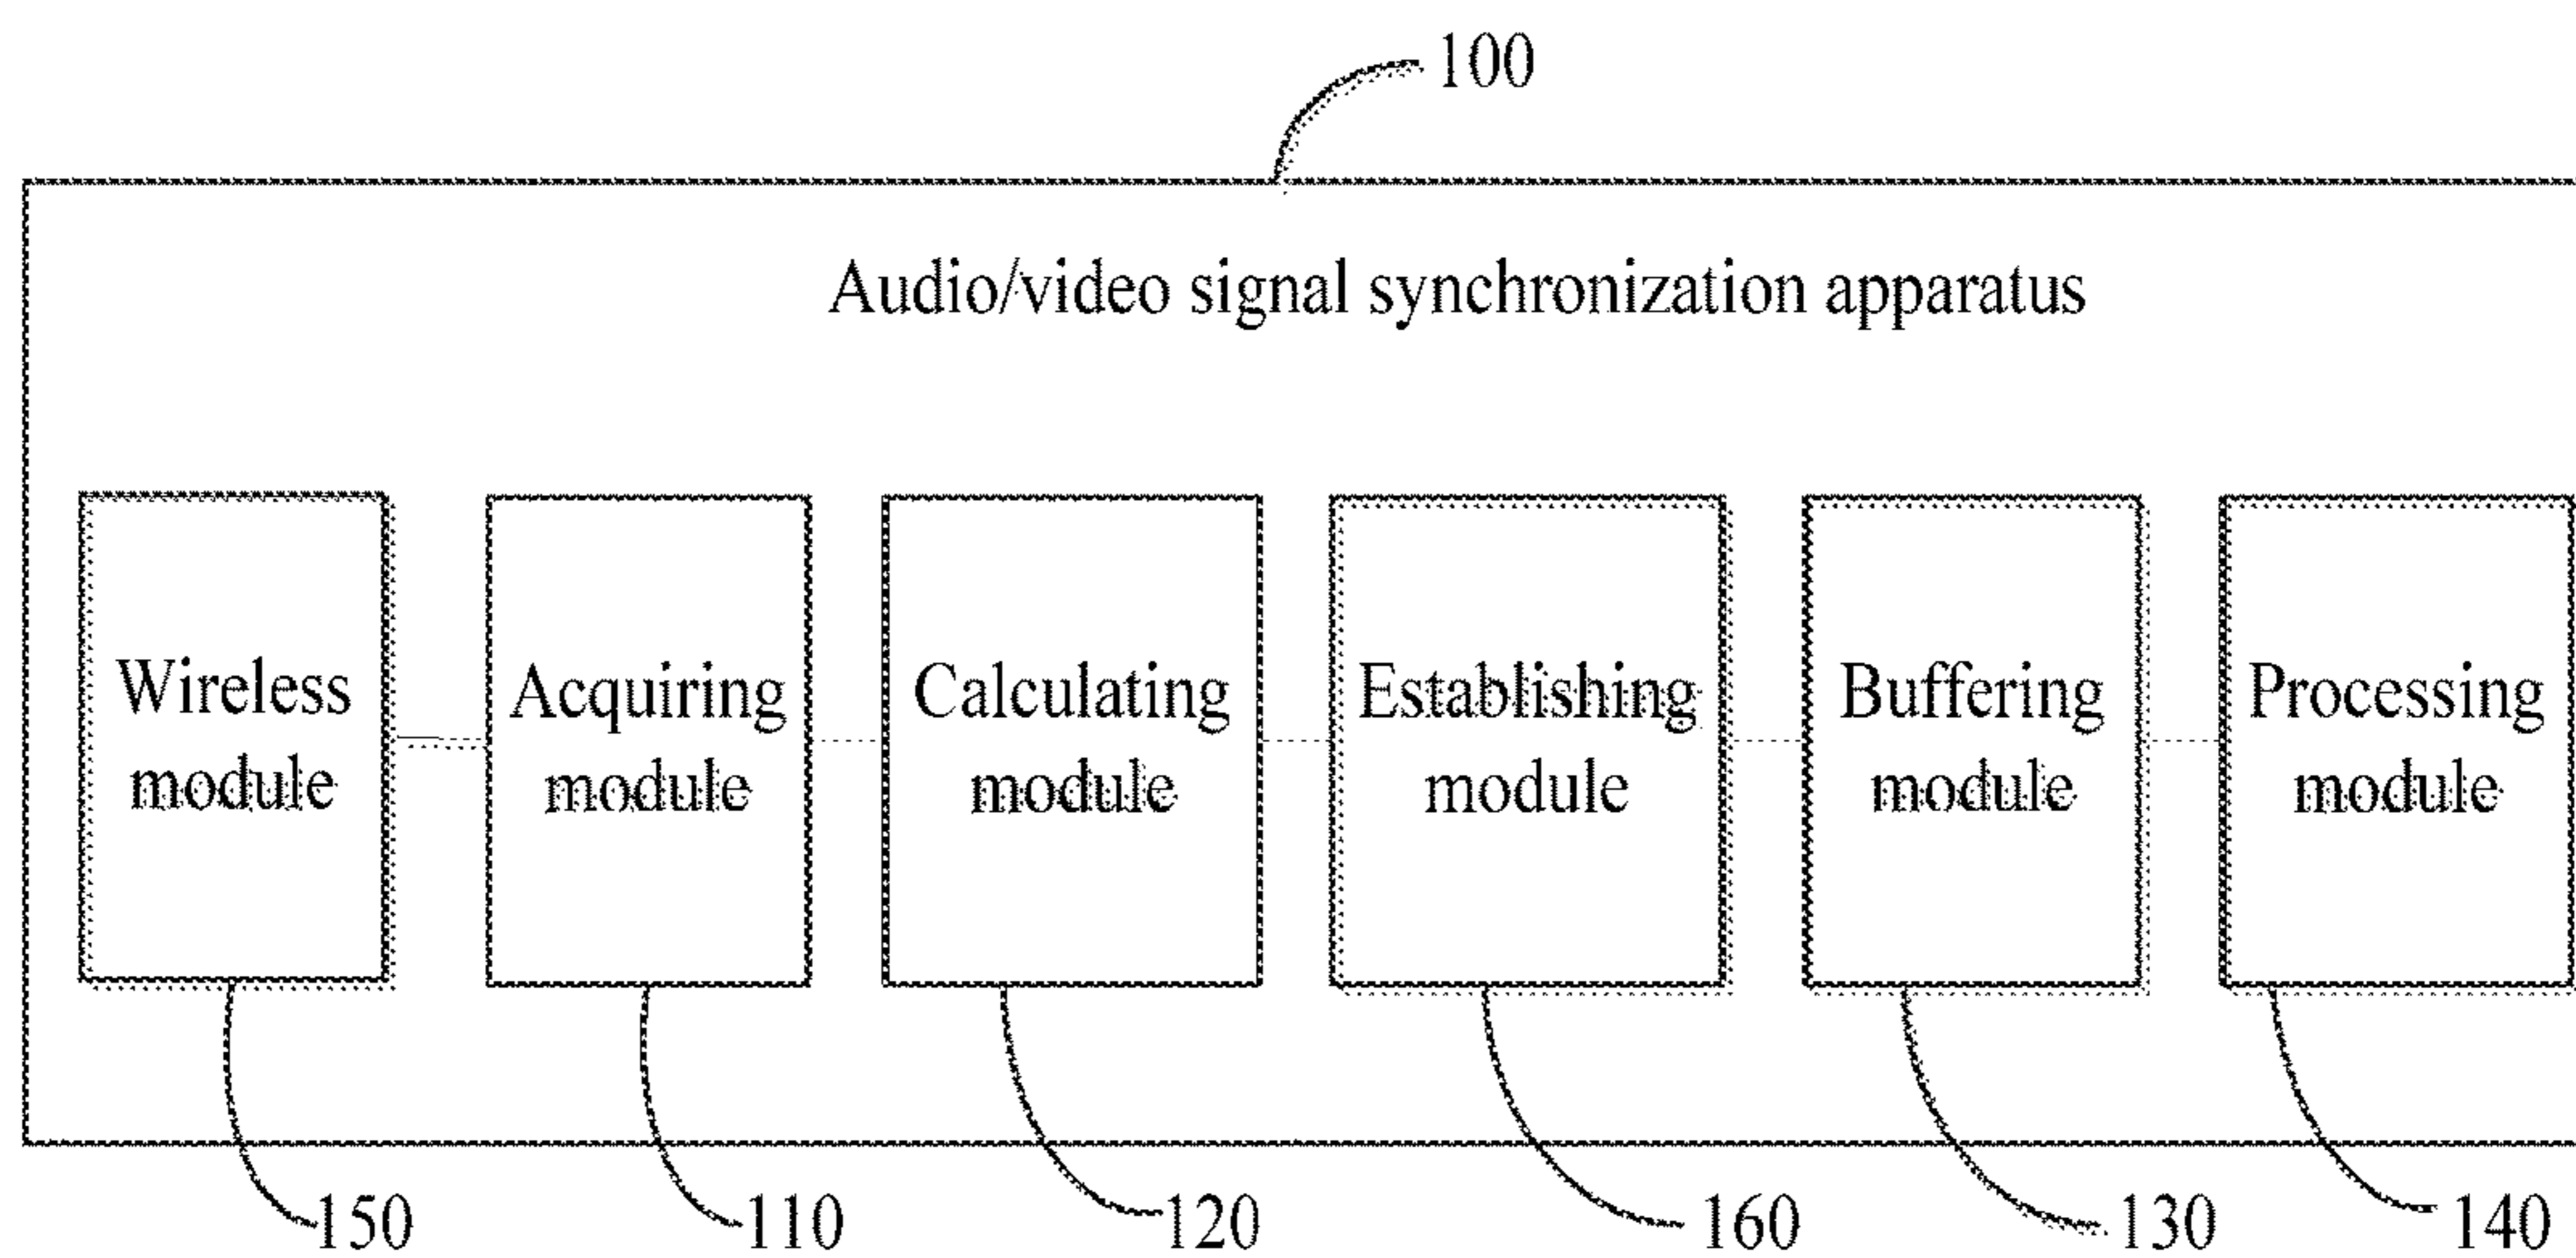 100
Audio/video signal synchronization apparatus
Wireless
module
Acquiring
module
Calculating
module
Establishing
module
Buffering
module
Processing
module
150
110
120
160
130
140